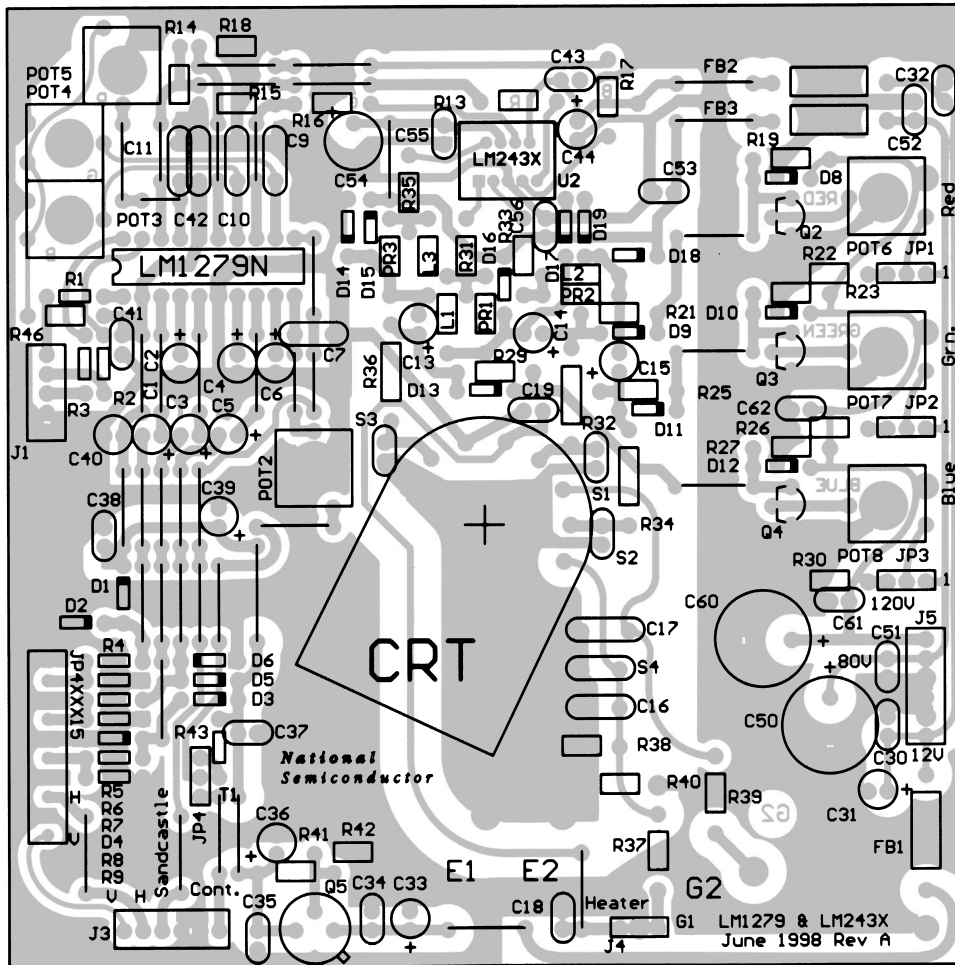 R14
R18
POT5
POT4
R15
R16
C54
C55
R13
C43
R17
C44
LM243X
U2
C53
FB2
FB3
C32
C52
R19
D8
RED
Q2
Red
POT6
JP1
1
C11
POT3
C42
C10
C9
G
B
R
LM1279N
R35
R33
C56
D14
D15
PR3
L3
R31
D16
D17
D19
D18
L2
PR2
R22
R23
R1
R46
C41
C2
C1
C4
C6
C7
R36
C13
L1
PR1
R29
C14
C15
R21
D9
D10
GREEN
Q3
Grn.
POT7
JP2
1
R3
R2
C3
C5
C40
J1
POT2
S3
D13
C19
R32
D11
R25
C62
R26
R27
D12
BLUE
Q4
Blue
POT8
JP3
1
C38
C39
S1
R34
S2
D1
D2
R30
C61
120V
C60
J5
C51
80V
C50
C30
12V
C31
FB1
R4
JP4XXX15
D6
D5
D3
R43
C37
C17
S4
C16
R38
CRT
National
Semiconductor
R5
R6
R7
D4
R8
R9
H
V
JP4
T1
V
H
Sandcastle
Cont.
J3
C36
R41
R42
C35
Q5
C34
C33
E1
E2
C18
Heater
J4
G1
R37
R40
R39
G2
G2
LM1279 & LM243X
June 1998 Rev A